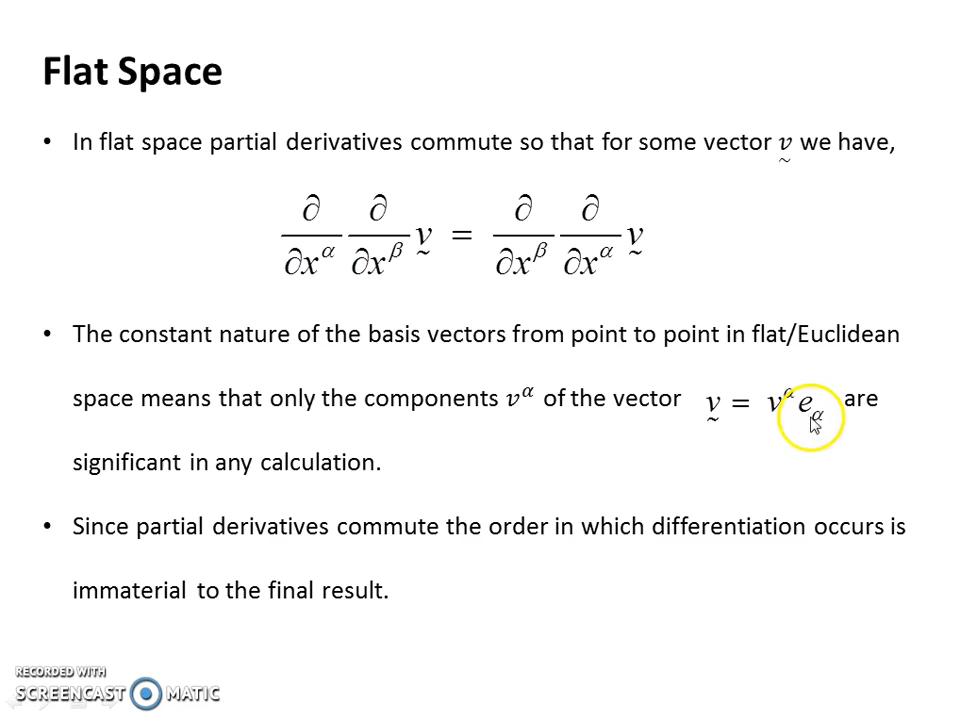 Flat Space
• In flat space partial derivatives commute so that for some vector v̰ we have,
∂/∂x^α ∂/∂x^β v̰ = ∂/∂x^β ∂/∂x^α v̰
• The constant nature of the basis vectors from point to point in flat/Euclidean
space means that only the components v^α of the vector v̰ = v^α e_α are
significant in any calculation.
• Since partial derivatives commute the order in which differentiation occurs is
immaterial to the final result.
RECORDED WITH
SCREENCAST MATIC